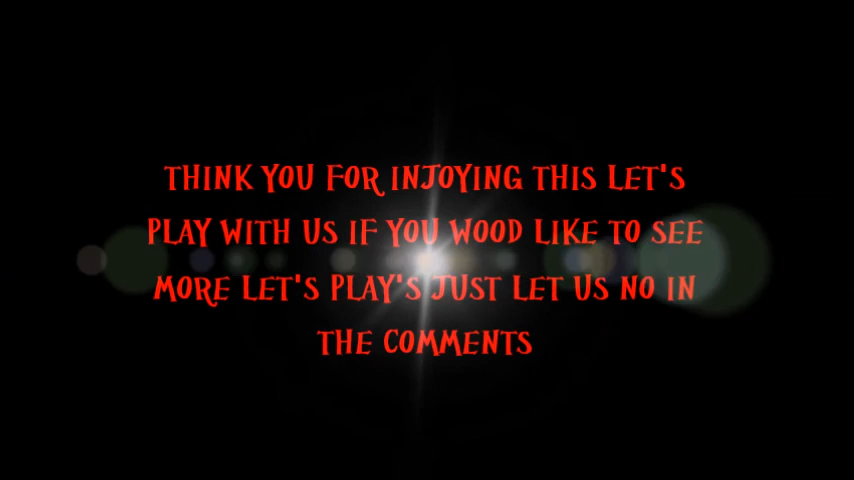 THINK YOU FOR INJOYING THIS LET'S
PLAY WITH US IF YOU WOOD LIKE TO SEE
MORE LET'S PLAY'S JUST LET US NO IN
THE COMMENTS